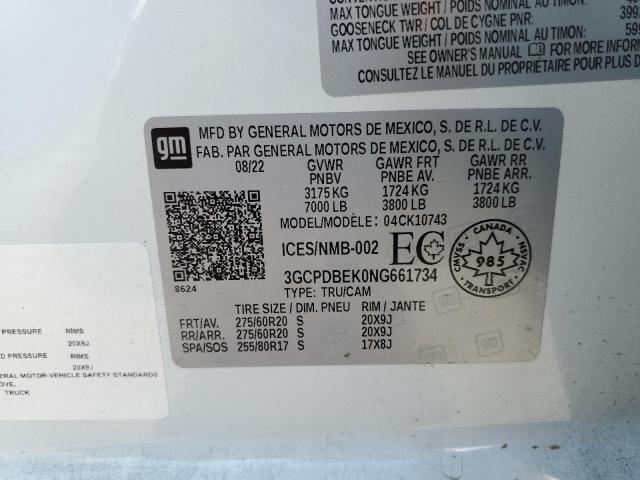 MAX TONGUE WEIGHT / POIDS NOMINAL AU
GOOSENECK TWR / COL DE CYGNE PNR:
MAX TONGUE WEIGHT / POIDS NOMINAL AU
SEE OWNER'S MANUAL FOR MORE INFORMAT
CONSULTEZ LE MANUEL DU PROPRIETAIRE POUR PLUS D
gm
MFD BY GENERAL MOTORS DE MEXICO, S. DE R.L. DE C.V.
FAB. PAR GENERAL MOTORS DE MEXICO, S. DE R.L. DE C.V.
08/22 GVWR GAWR FRT GAWR RR
PNBV PNBE AV. PNBE ARR.
3175 KG 1724 KG 1724 KG
7000 LB 3800 LB 3800 LB
MODEL/MODÈLE: 04CK10743
ICES/NMB-002 EC
CANADA
CMVSS 985 NSVAC
3GCPDBEK0NG661734
8624
TYPE: TRU/CAM
TIRE SIZE / DIM. PNEU RIM / JANTE
FRT/AV. 275/60R20 S 20X9J
RR/ARR. 275/60R20 S 20X9J
SPA/SOS 255/80R17 S 17X8J
PRESSURE RIMS
20X9J
D PRESSURE RIMS
20X9J
ERAL MOTOR VEHICLE SAFETY STANDARDS
OVE.
TRUCK